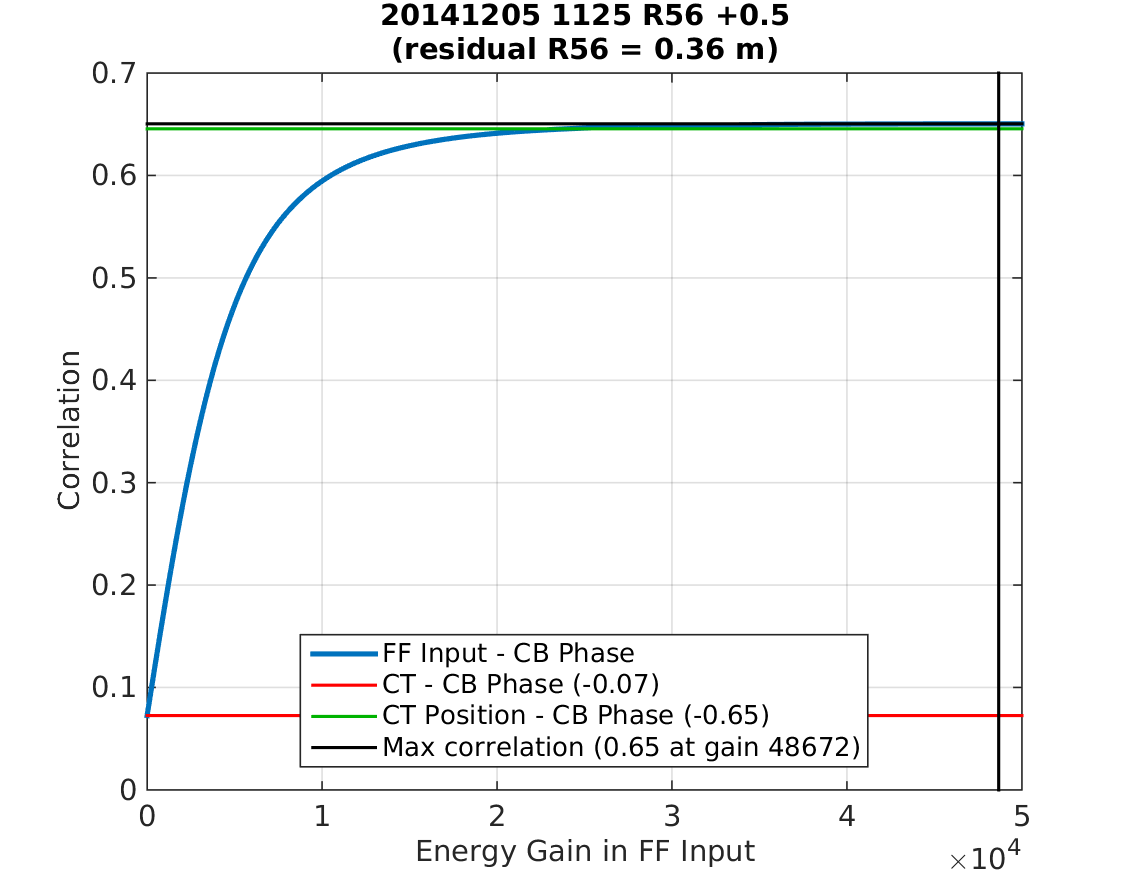 20141205 1125 R56 +0.5
(residual R56 = 0.36 m)
0.7
0.6
0.5
0.4
0.3
0.2
0.1
0
Correlation
FF Input - CB Phase
CT - CB Phase (-0.07)
CT Position - CB Phase (-0.65)
Max correlation (0.65 at gain 48672)
0 1 2 3 4 5
Energy Gain in FF Input
×10⁴